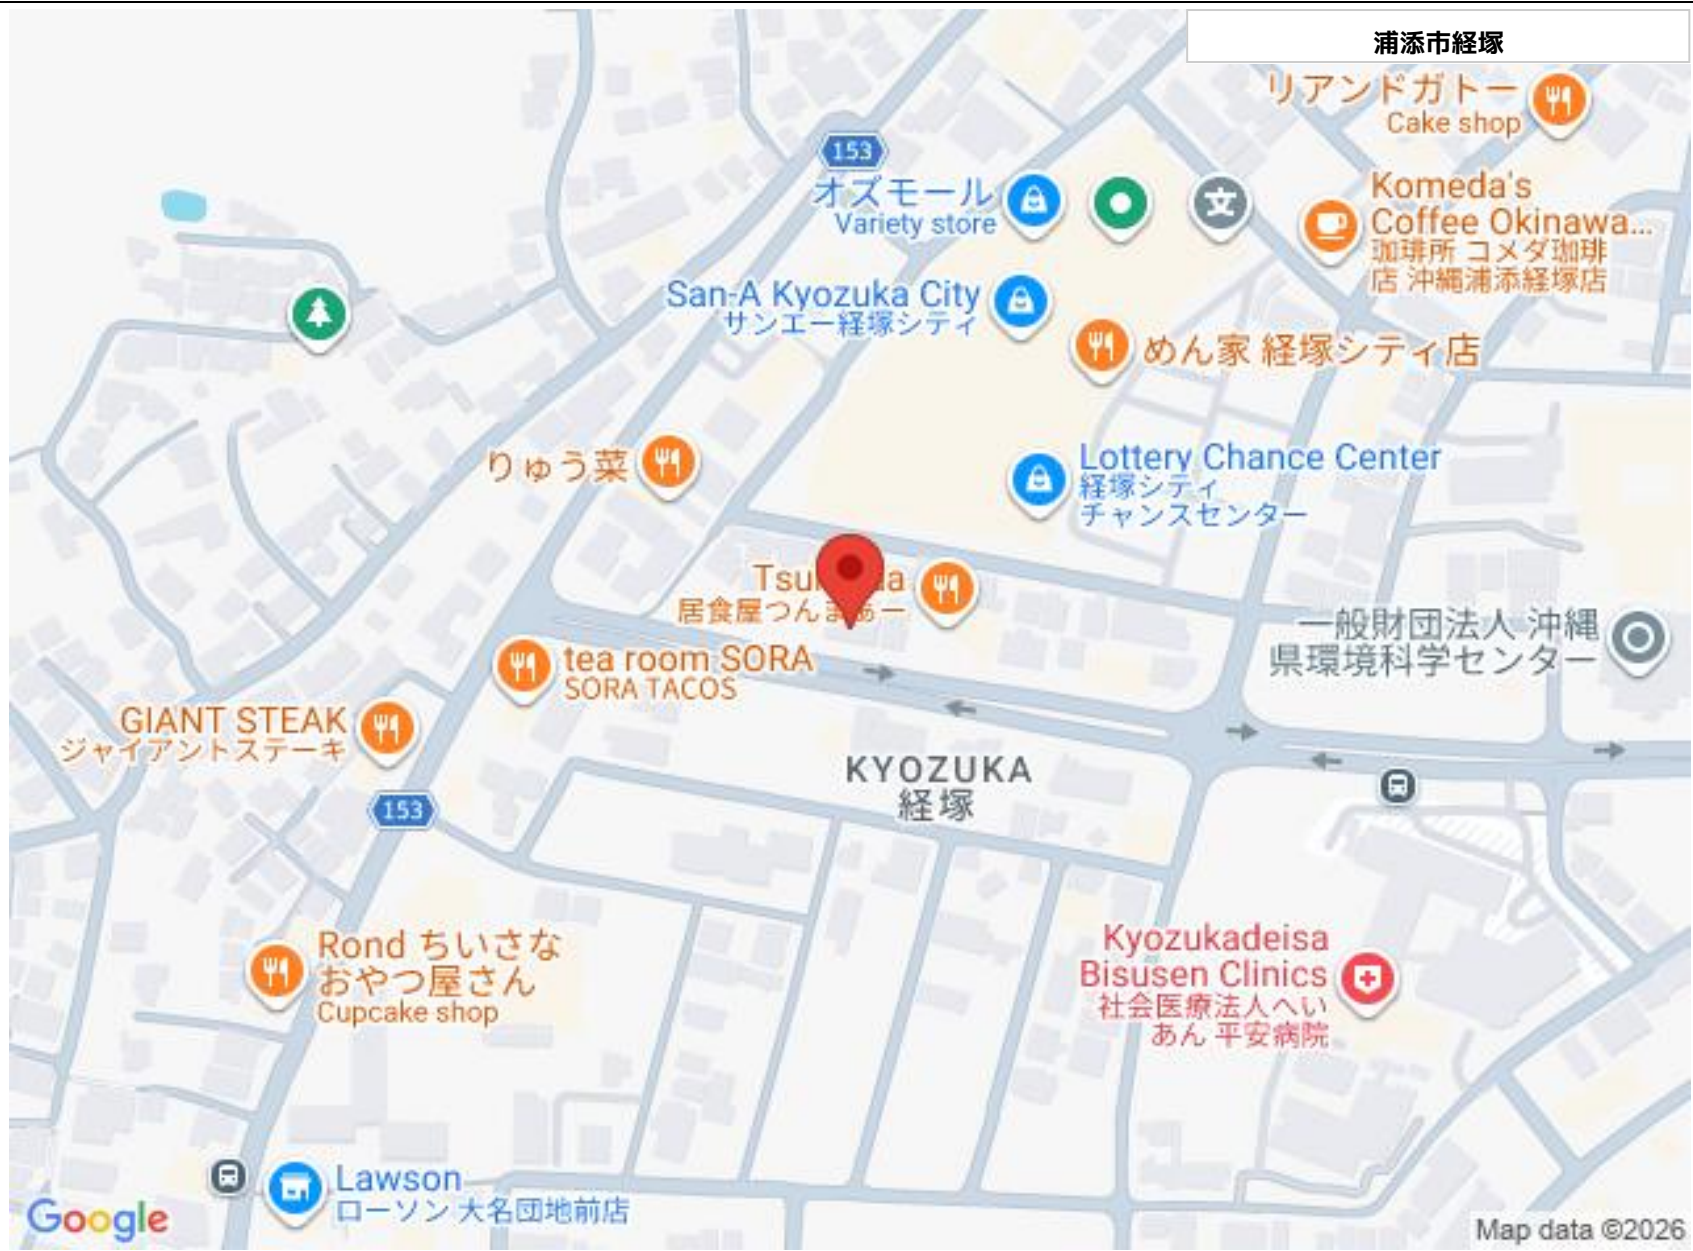 浦添市経塚
リアンドガトー
Cake shop
153
オズモール
Variety store
文
Komeda's
Coffee Okinawa...
珈琲所 コメダ珈琲
店 沖縄浦添経塚店
San-A Kyozuka City
サンエー経塚シティ
めん家 経塚シティ店
りゅう菜
Lottery Chance Center
経塚シティ
チャンスセンター
居食屋つんまぁー
一般財団法人 沖縄
県環境科学センター
tea room SORA
SORA TACOS
GIANT STEAK
ジャイアントステーキ
KYOZUKA
経塚
153
Rond ちいさな
おやつ屋さん
Cupcake shop
Kyozukadeisa
Bisusen Clinics
社会医療法人へい
あん 平安病院
Lawson
ローソン 大名団地前店
Google
Map data ©2026